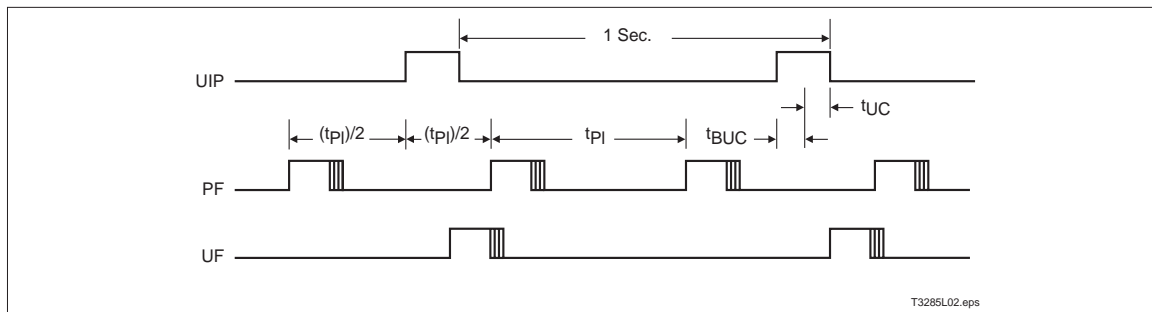 1 Sec.
UIP
tUC
(tPI)/2
(tPI)/2
tPI
tBUC
PF
UF
T3285L02.eps